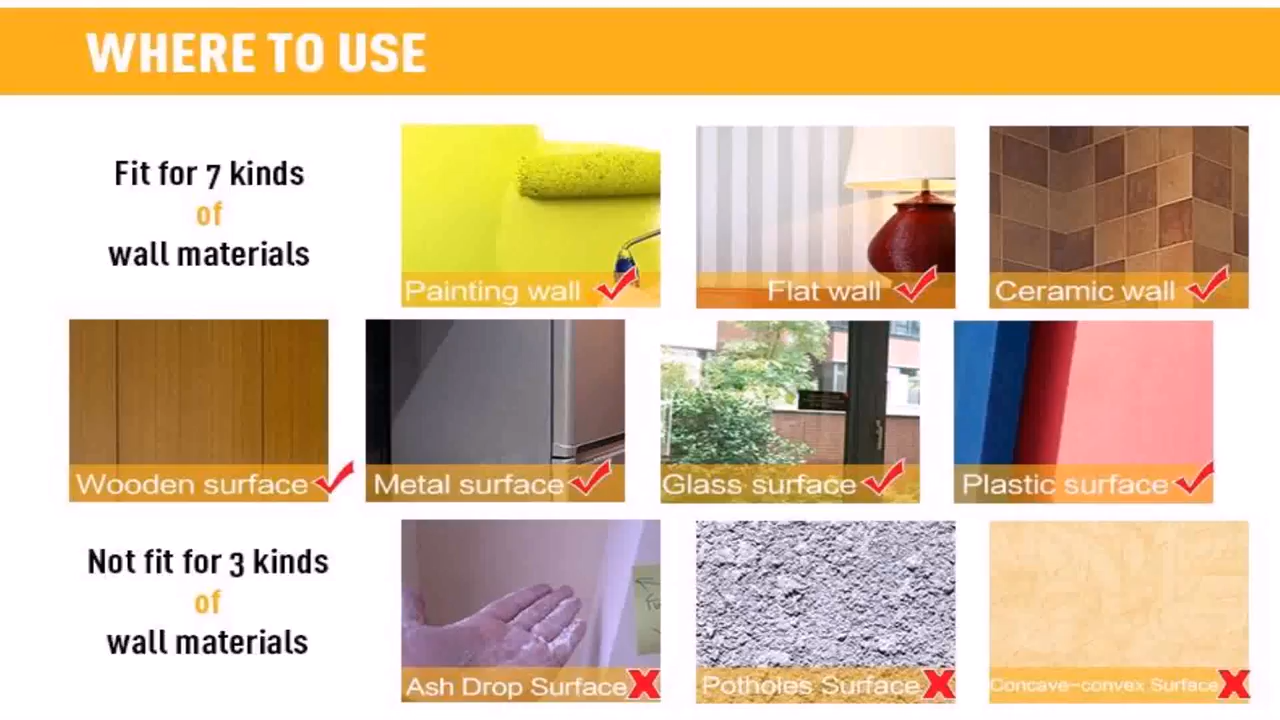 WHERE TO USE
Fit for 7 kinds
of
wall materials
Painting wall
Flat wall
Ceramic wall
Wooden surface
Metal surface
Glass surface
Plastic surface
Not fit for 3 kinds
of
wall materials
Ash Drop Surface
Potholes Surface
Concave-convex Surface